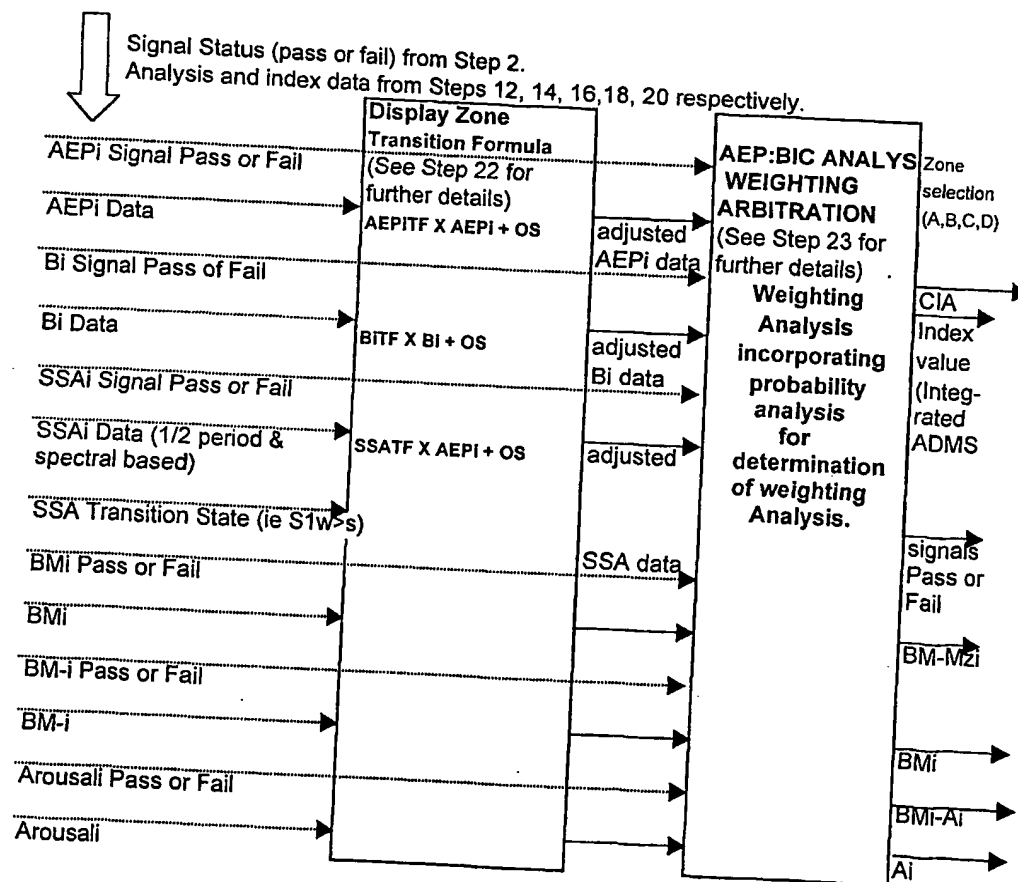 Signal Status (pass or fail) from Step 2.
Analysis and index data from Steps 12, 14, 16,18, 20 respectively.
AEPi Signal Pass or Fail
AEPi Data
Bi Signal Pass of Fail
Bi Data
SSAi Signal Pass or Fail
SSAi Data (1/2 period &
spectral based)
SSA Transition State (ie S1w>s)
BMi Pass or Fail
BMi
BM-i Pass or Fail
BM-i
Arousali Pass or Fail
Arousali
Display Zone
Transition Formula
(See Step 22 for
further details)
AEPiTF X AEPi + OS
BiTF X Bi + OS
SSATF X AEPi + OS
adjusted
AEPi data
adjusted
Bi data
adjusted
SSA data
AEP:BIC ANALYS
WEIGHTING
ARBITRATION
(See Step 23 for
further details)
Weighting
Analysis
incorporating
probability
analysis
for
determination
of weighting
Analysis.
Zone
selection
(A,B,C,D)
CIA
Index
value
(Integ-
rated
ADMS
signals
Pass or
Fail
BM-Mzi
BMi
BMi-Ai
Ai